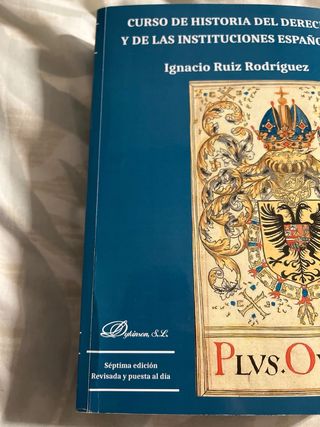 CURSO DE HISTORIA DEL DEREC
Y DE LAS INSTITUCIONES ESPAÑO
Ignacio Ruiz Rodríguez
PLVS.OV
Dykinson, S.L.
Séptima edición
Revisada y puesta al día